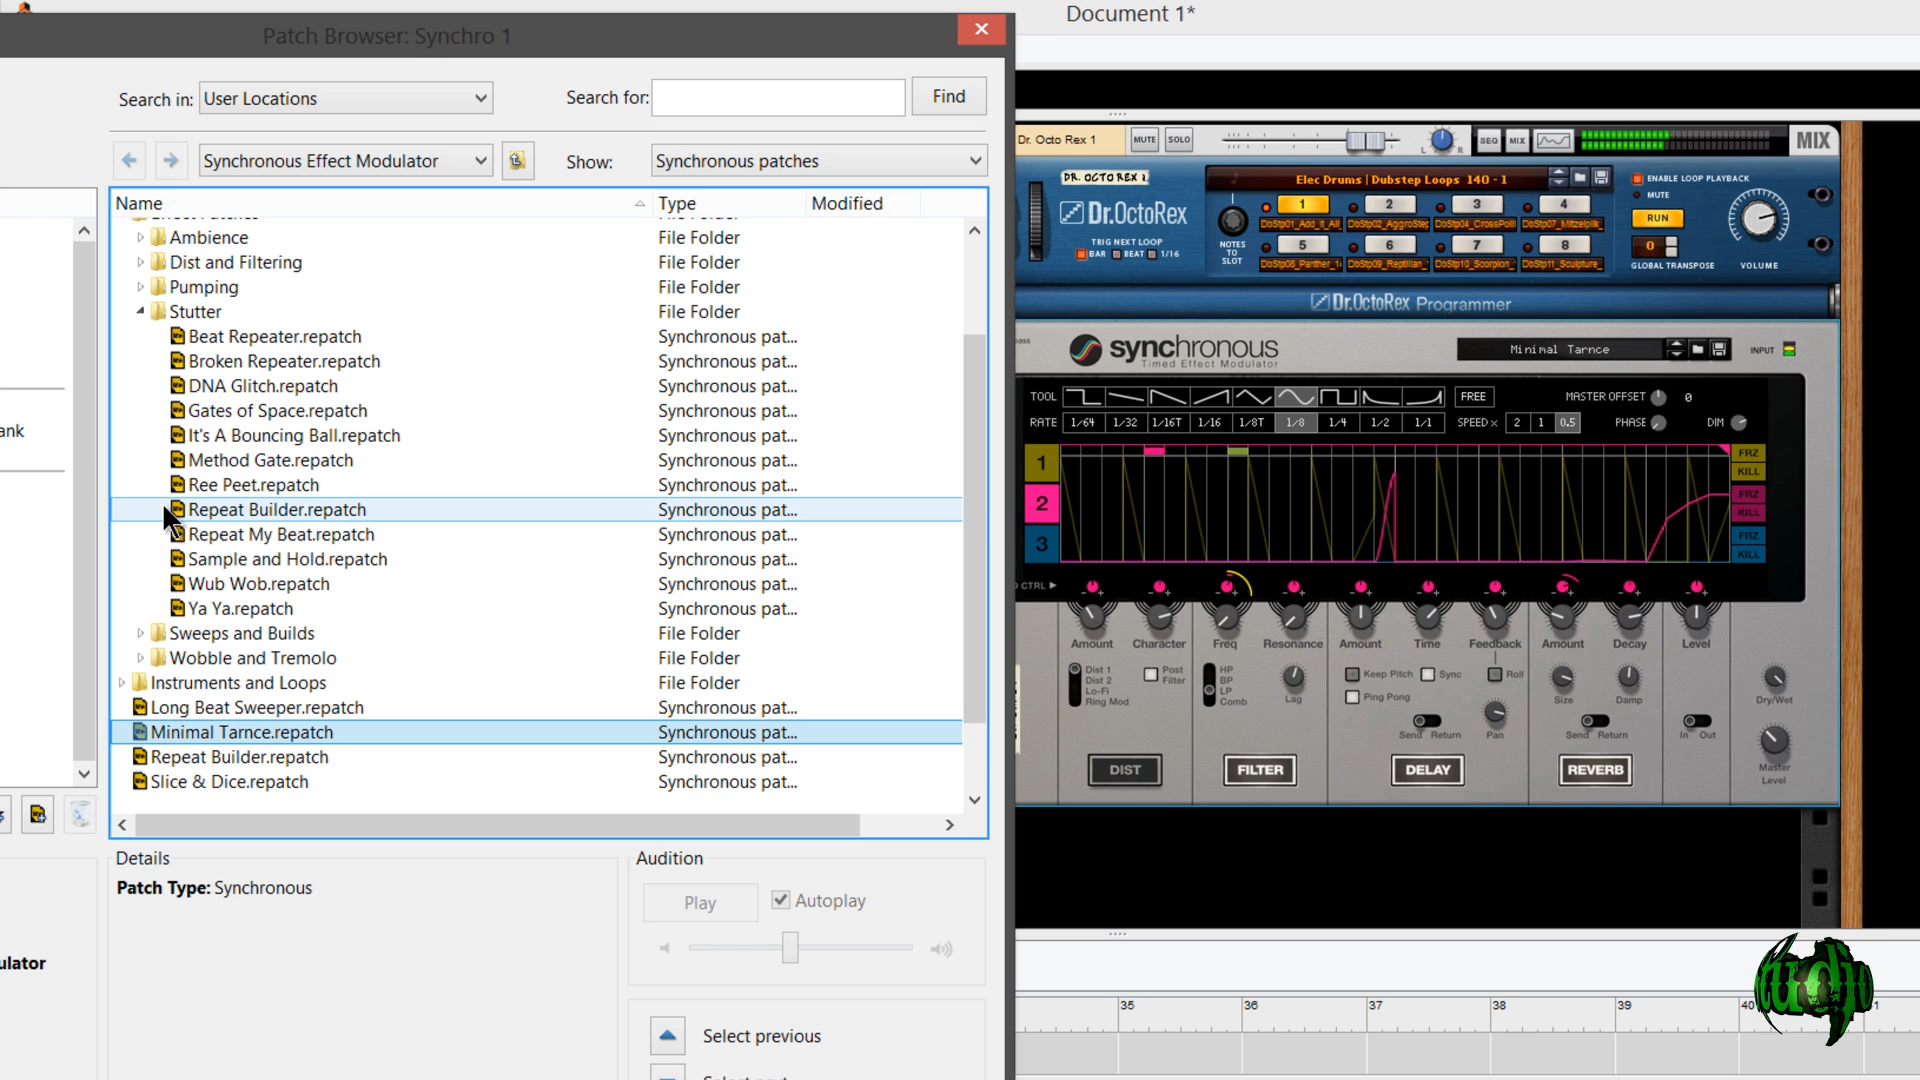 Document 1*
Patch Browser: Synchro 1
Search in: User Locations
Search for:
Find
Synchronous Effect Modulator
Show: Synchronous patches
Name Type Modified
Ambience File Folder
Dist and Filtering File Folder
Pumping File Folder
Stutter File Folder
Beat Repeater.repatch Synchronous pat...
Broken Repeater.repatch Synchronous pat...
DNA Glitch.repatch Synchronous pat...
Gates of Space.repatch Synchronous pat...
It's A Bouncing Ball.repatch Synchronous pat...
Method Gate.repatch Synchronous pat...
Ree Peet.repatch Synchronous pat...
Repeat Builder.repatch Synchronous pat...
Repeat My Beat.repatch Synchronous pat...
Sample and Hold.repatch Synchronous pat...
Wub Wob.repatch Synchronous pat...
Ya Ya.repatch Synchronous pat...
Sweeps and Builds File Folder
Wobble and Tremolo File Folder
Instruments and Loops File Folder
Long Beat Sweeper.repatch Synchronous pat...
Minimal Tarnce.repatch Synchronous pat...
Repeat Builder.repatch Synchronous pat...
Slice & Dice.repatch Synchronous pat...
ank
ulator
Details
Patch Type: Synchronous
Audition
Play
Autoplay
Select previous
Dr. Octo Rex 1 MUTE SOLO L R SEQ MIX MIX
DR. OCTO REX 1
Dr.OctoRex
TRIG NEXT LOOP
BAR BEAT 1/16
NOTES TO SLOT
Elec Drums | Dubstep Loops 140 - 1
1 2 3 4
5 6 7 8
ENABLE LOOP PLAYBACK
MUTE
RUN
0
GLOBAL TRANSPOSE
VOLUME
Dr.OctoRex Programmer
synchronous
Timed Effect Modulator
Minimal Tarnce
INPUT
TOOL FREE MASTER OFFSET 0
RATE 1/64 1/32 1/16T 1/16 1/8T 1/8 1/4 1/2 1/1 SPEED x 2 1 0.5 PHASE DIM
1 FRZ KILL
2 FRZ KILL
3 FRZ KILL
CTRL
Amount Character Freq Resonance Amount Time Feedback Amount Decay Level
Dist 1
Dist 2
Lo-Fi
Ring Mod
Post Filter
HP
BP
LP
Comb
Lag
Keep Pitch Sync Roll
Ping Pong
Send Return Pan
Size Damp
Send Return
In Out
Dry/Wet
Master Level
DIST FILTER DELAY REVERB
35 36 37 38 39 40